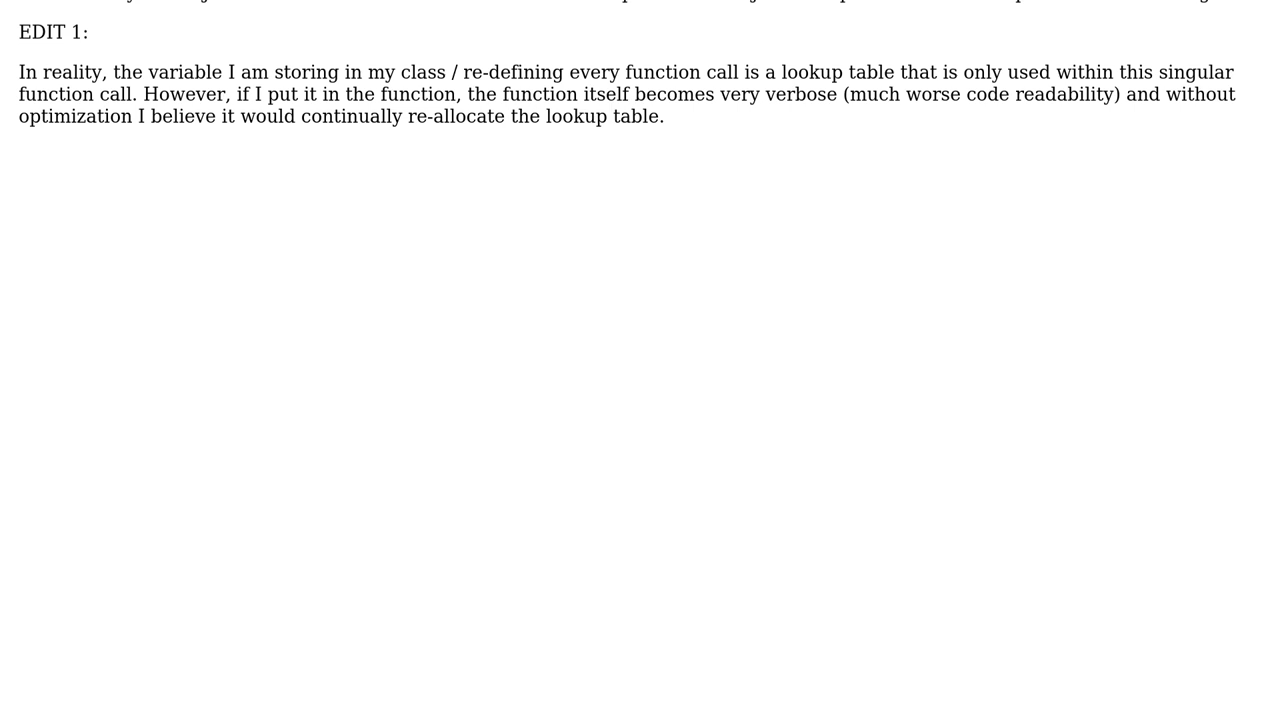 EDIT 1:
In reality, the variable I am storing in my class / re-defining every function call is a lookup table that is only used within this singular
function call. However, if I put it in the function, the function itself becomes very verbose (much worse code readability) and without
optimization I believe it would continually re-allocate the lookup table.